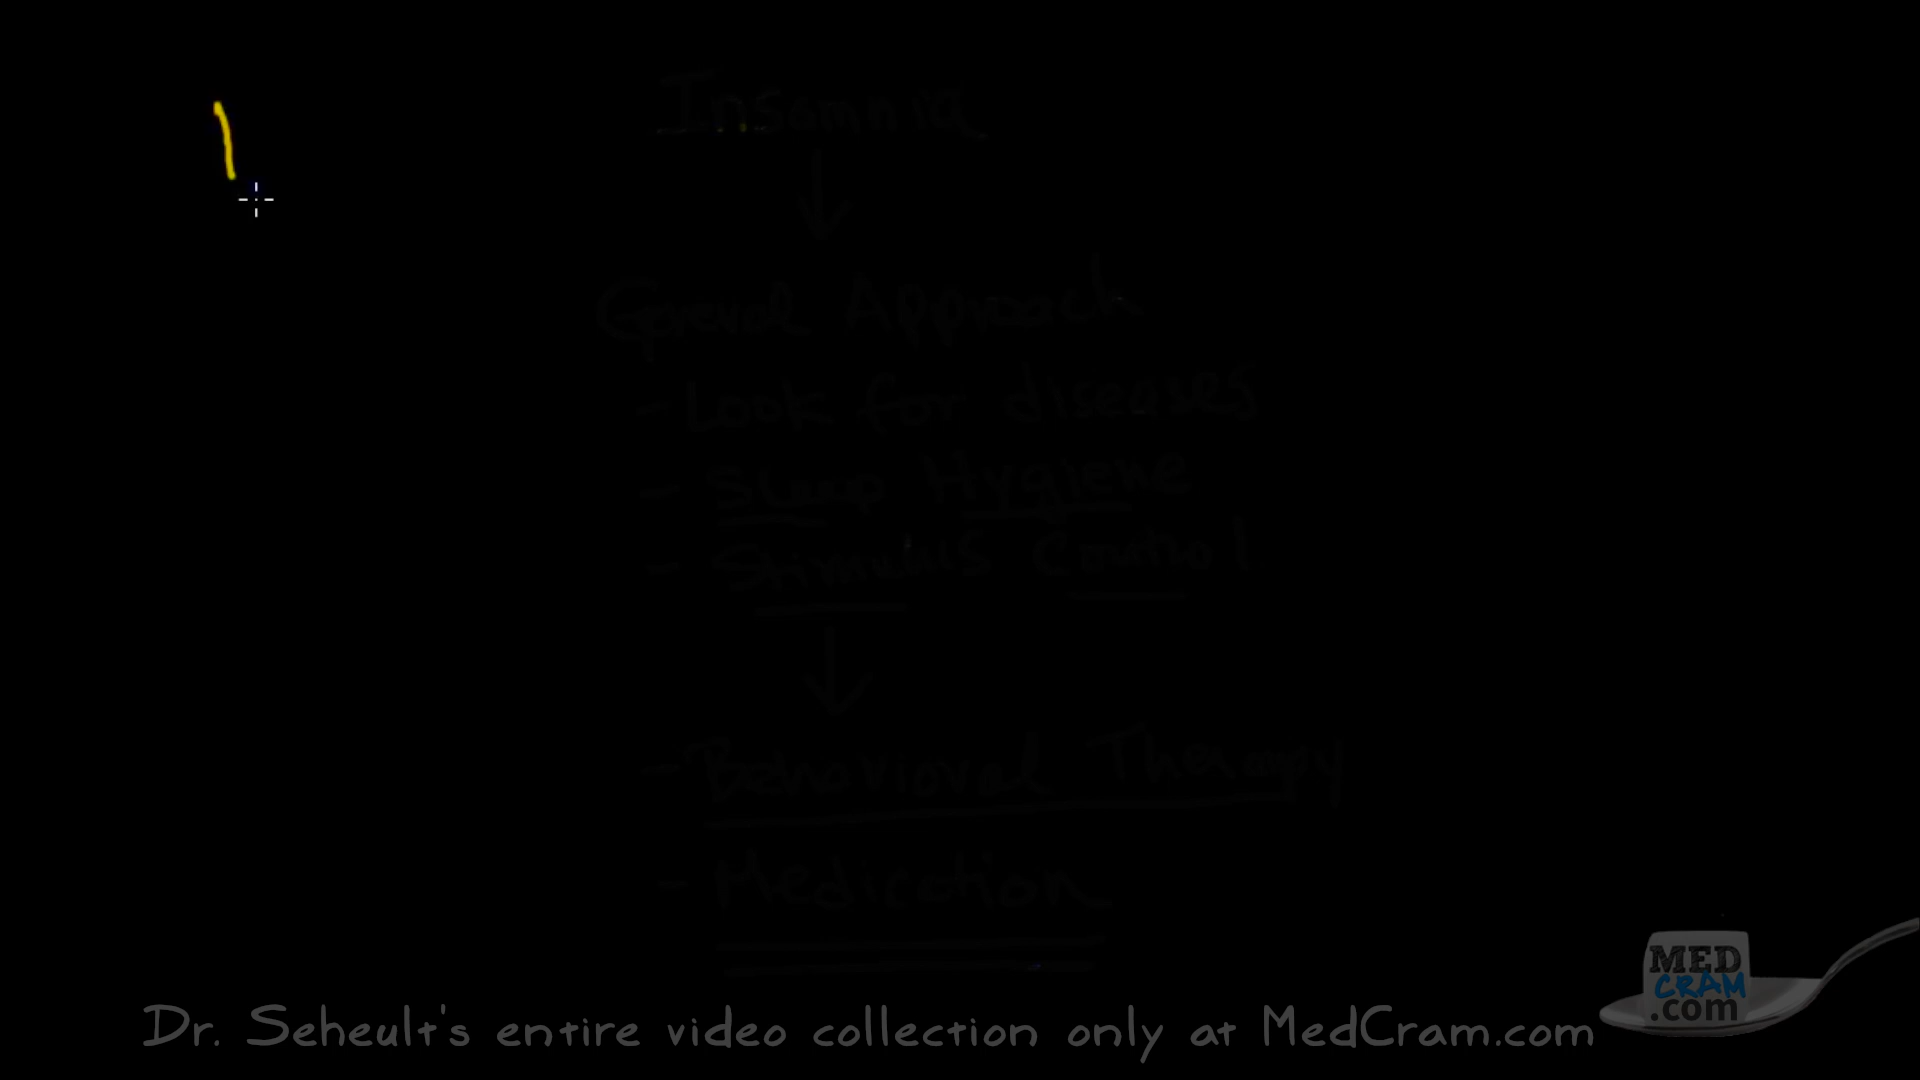 Insomnia
General Approach
- Look for diseases
- Sleep Hygiene
- Stimulus Control
- Behavioral Therapy
- Medication
MED
CRAM
.com
Dr. Seheult's entire video collection only at MedCram.com